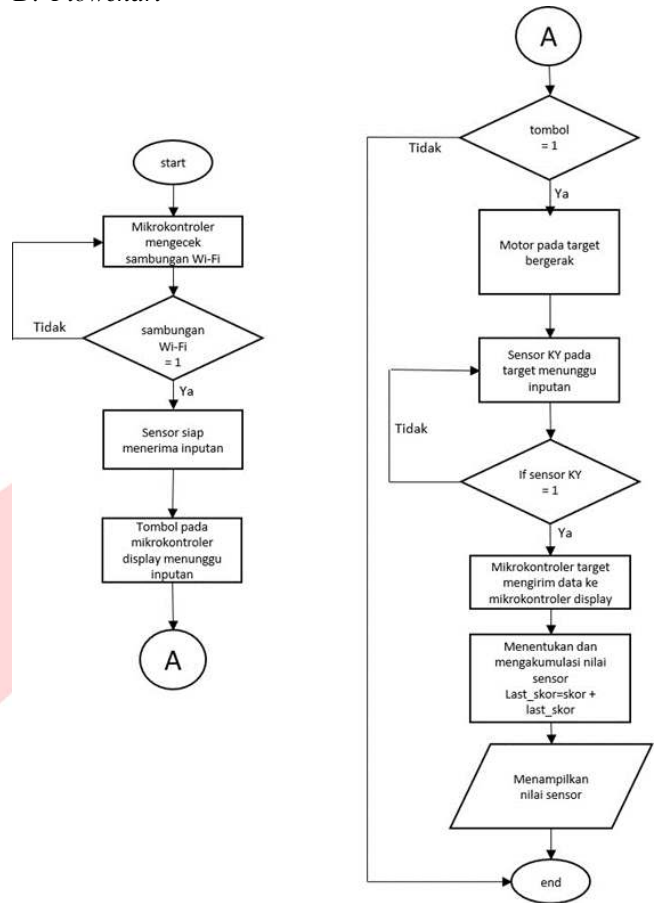 start
Mikrokontroler
mengecek
sambungan Wi-Fi
Tidak
sambungan
Wi-Fi
= 1
Ya
Sensor siap
menerima inputan
Tombol pada
mikrokontroler
display menunggu
inputan
A
A
tombol
= 1
Tidak
Ya
Motor pada target
bergerak
Sensor KY pada
target menunggu
inputan
Tidak
If sensor KY
= 1
Ya
Mikrokontroler target
mengirim data ke
mikrokontroler display
Menentukan dan
mengakumulasi nilai
sensor
Last_skor=skor +
last_skor
Menampilkan
nilai sensor
end